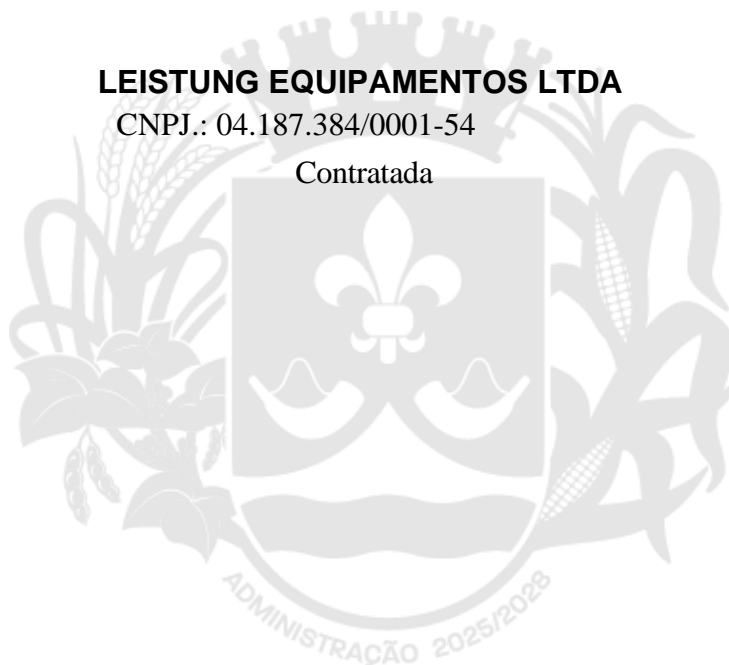 LEISTUNG EQUIPAMENTOS LTDA
CNPJ.: 04.187.384/0001-54
Contratada
ADMINISTRAÇÃO 2025/2028